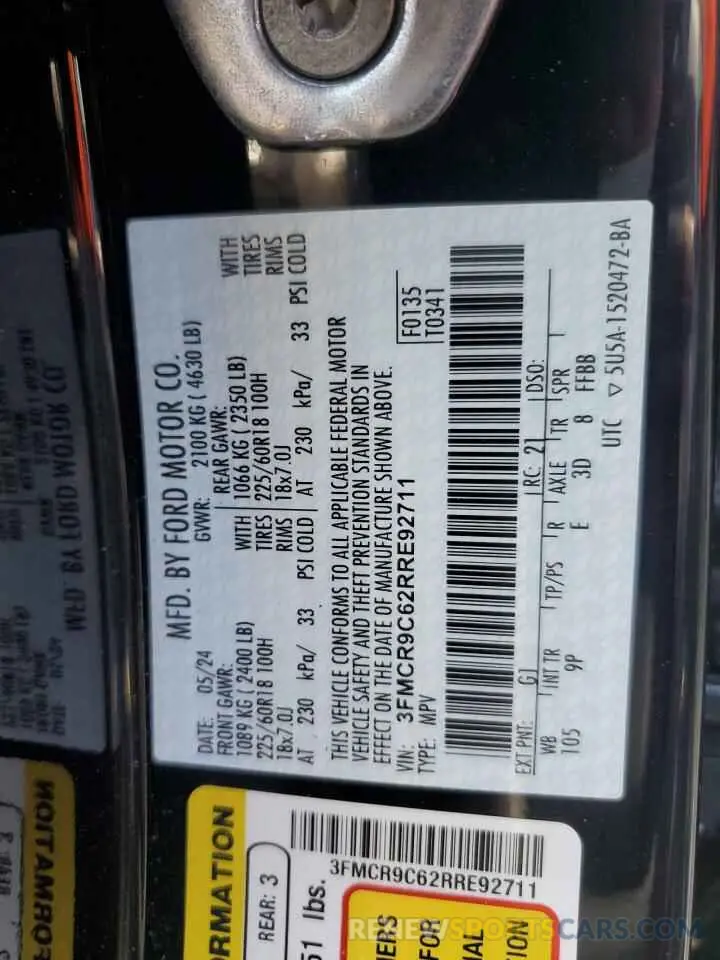 MFD. BY FORD MOTOR CO.
DATE: 05/24 GVWR: 2100 KG ( 4630 LB)
FRONT GAWR: REAR GAWR: WITH
1089 KG ( 2400 LB) WITH 1066 KG ( 2350 LB) TIRES
225/60R18 100H TIRES 225/60R18 100H RIMS
18x7.0J RIMS 18x7.0J
AT 230 kPa/ 33 PSI COLD AT 230 kPa/ 33 PSI COLD
THIS VEHICLE CONFORMS TO ALL APPLICABLE FEDERAL MOTOR
VEHICLE SAFETY AND THEFT PREVENTION STANDARDS IN
EFFECT ON THE DATE OF MANUFACTURE SHOWN ABOVE.
VIN: 3FMCR9C62RRE92711 F0135
TYPE: MPV T0341
EXT PNT: G1 RC: 21 DSO:
WB INT TR TP/PS R AXLE TR SPR
105 9P E 3D 8 FFBB
UTC ▽ 5U5A-1520472-BA
3FMCR9C62RRE92711
ORMATION
REAR: 3
51 lbs.
FOR
RENEWSPORTSCARS.COM